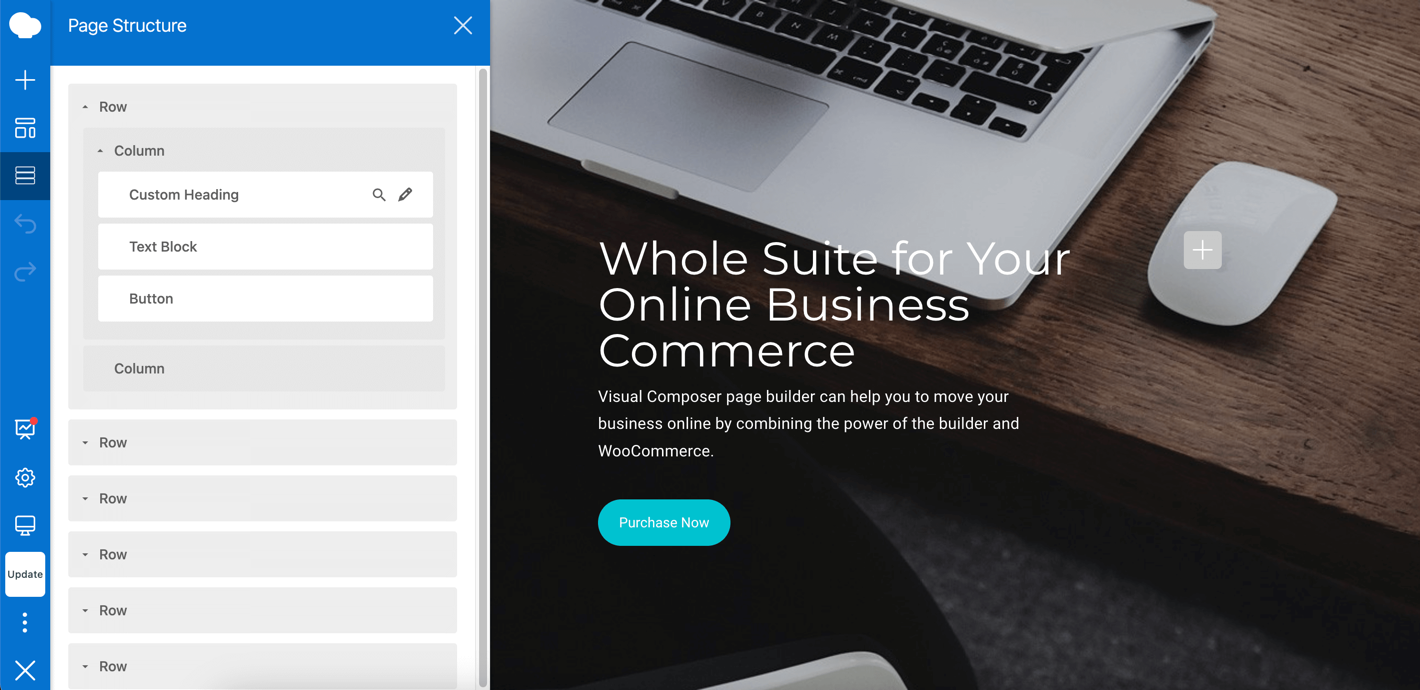 Page Structure
Row
Column
Custom Heading
Text Block
Button
Column
Row
Row
Row
Row
Row
Update
Whole Suite for Your
Online Business
Commerce
Visual Composer page builder can help you to move your
business online by combining the power of the builder and
WooCommerce.
Purchase Now